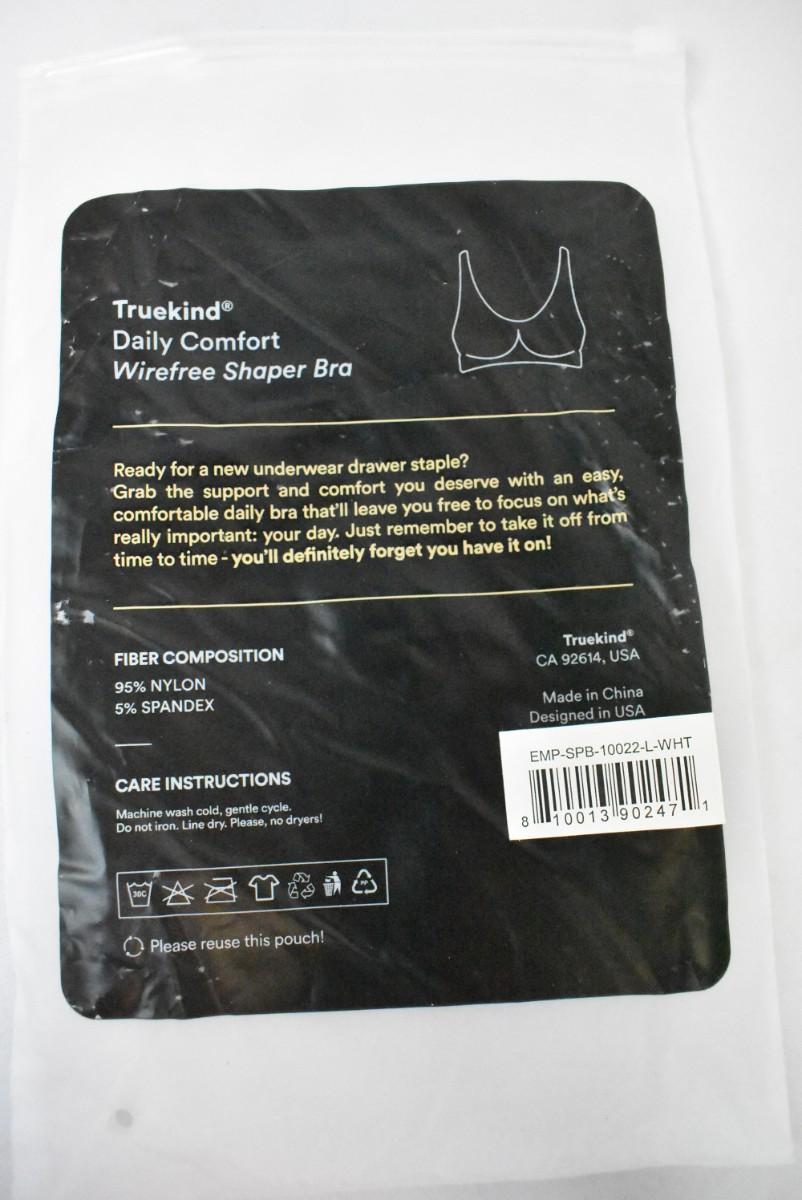 Truekind®
Daily Comfort
Wirefree Shaper Bra
Ready for a new underwear drawer staple?
Grab the support and comfort you deserve with an easy,
comfortable daily bra that'll leave you free to focus on what's
really important: your day. Just remember to take it off from
time to time - you'll definitely forget you have it on!
FIBER COMPOSITION
95% NYLON
5% SPANDEX
Truekind®
CA 92614, USA
Made in China
Designed in USA
EMP-SPB-10022-L-WHT
8 10013 90247 1
CARE INSTRUCTIONS
Machine wash cold, gentle cycle.
Do not iron. Line dry. Please, no dryers!
30C
PP
Please reuse this pouch!